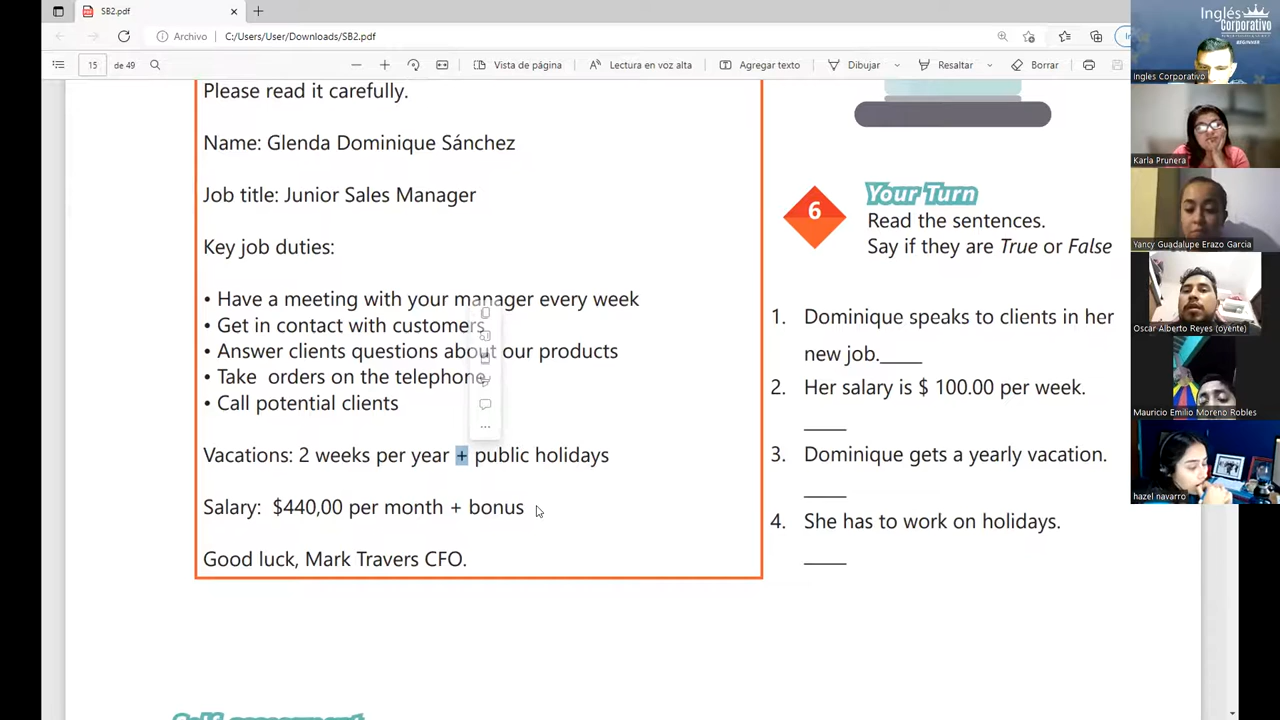 SB2.pdf
Archivo
C:/Users/User/Downloads/SB2.pdf
15
de 49
Vista de página
Lectura en voz alta
Agregar texto
Dibujar
Resaltar
Borrar
Please read it carefully.
Name: Glenda Dominique Sánchez
Job title: Junior Sales Manager
Key job duties:
• Have a meeting with your manager every week
• Get in contact with customers
• Answer clients questions about our products
• Take orders on the telephone
• Call potential clients
Vacations: 2 weeks per year + public holidays
Salary: $440,00 per month + bonus
Good luck, Mark Travers CFO.
6
Your Turn
Read the sentences.
Say if they are True or False
1. Dominique speaks to clients in her
new job.____
2. Her salary is $ 100.00 per week.
____
3. Dominique gets a yearly vacation.
____
4. She has to work on holidays.
____
Self-assessment
Inglés
Corporativo
BEGINNER
Ingles Corporativo
Karla Prunera
Yancy Guadalupe Erazo Garcia
Oscar Alberto Reyes (oyente)
Mauricio Emilio Moreno Robles
hazel navarro